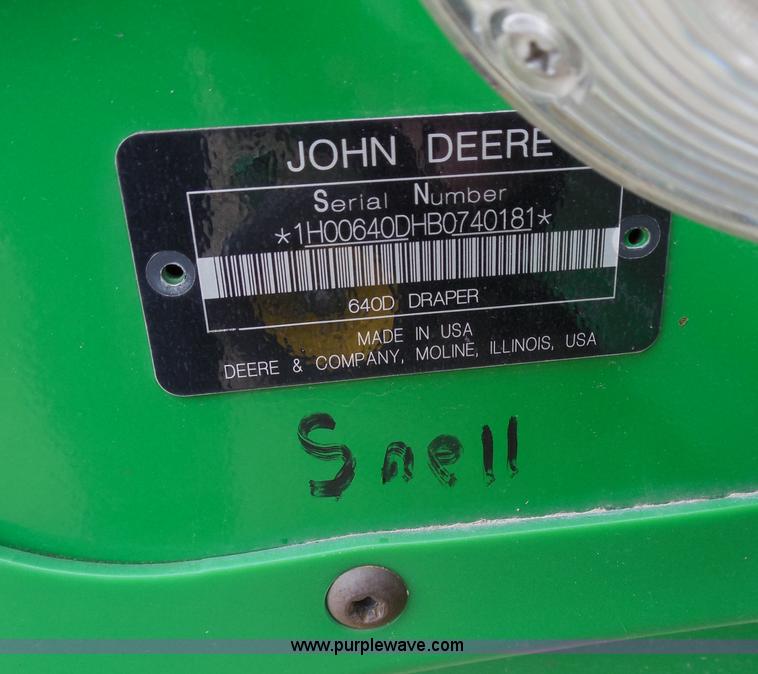 JOHN DEERE
Serial Number
*1H00640DHB0740181*
640D DRAPER
MADE IN USA
DEERE & COMPANY, MOLINE, ILLINOIS, USA
Snell
www.purplewave.com